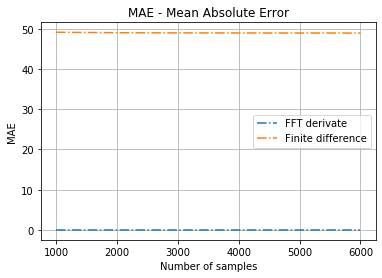 MAE - Mean Absolute Error
MAE
50
40
30
20
10
0
FFT derivate
Finite difference
1000 2000 3000 4000 5000 6000
Number of samples